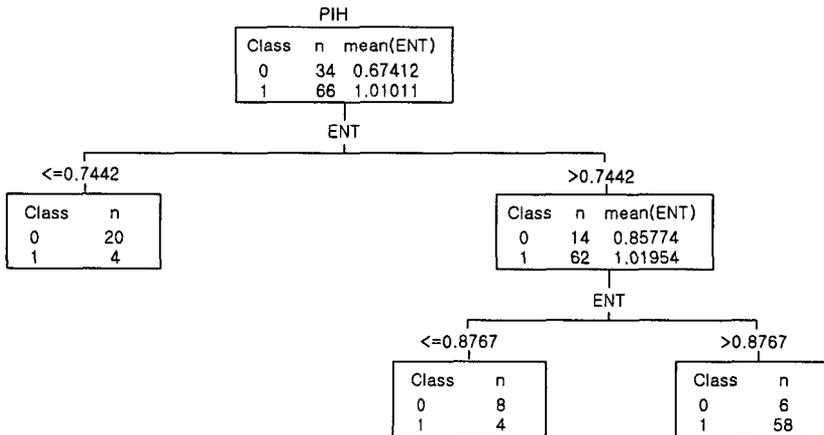 PIH
Class n mean(ENT)
0 34 0.67412
1 66 1.01011
ENT
<=0.7442
>0.7442
Class n
0 20
1 4
Class n mean(ENT)
0 14 0.85774
1 62 1.01954
ENT
<=0.8767
>0.8767
Class n
0 8
1 4
Class n
0 6
1 58